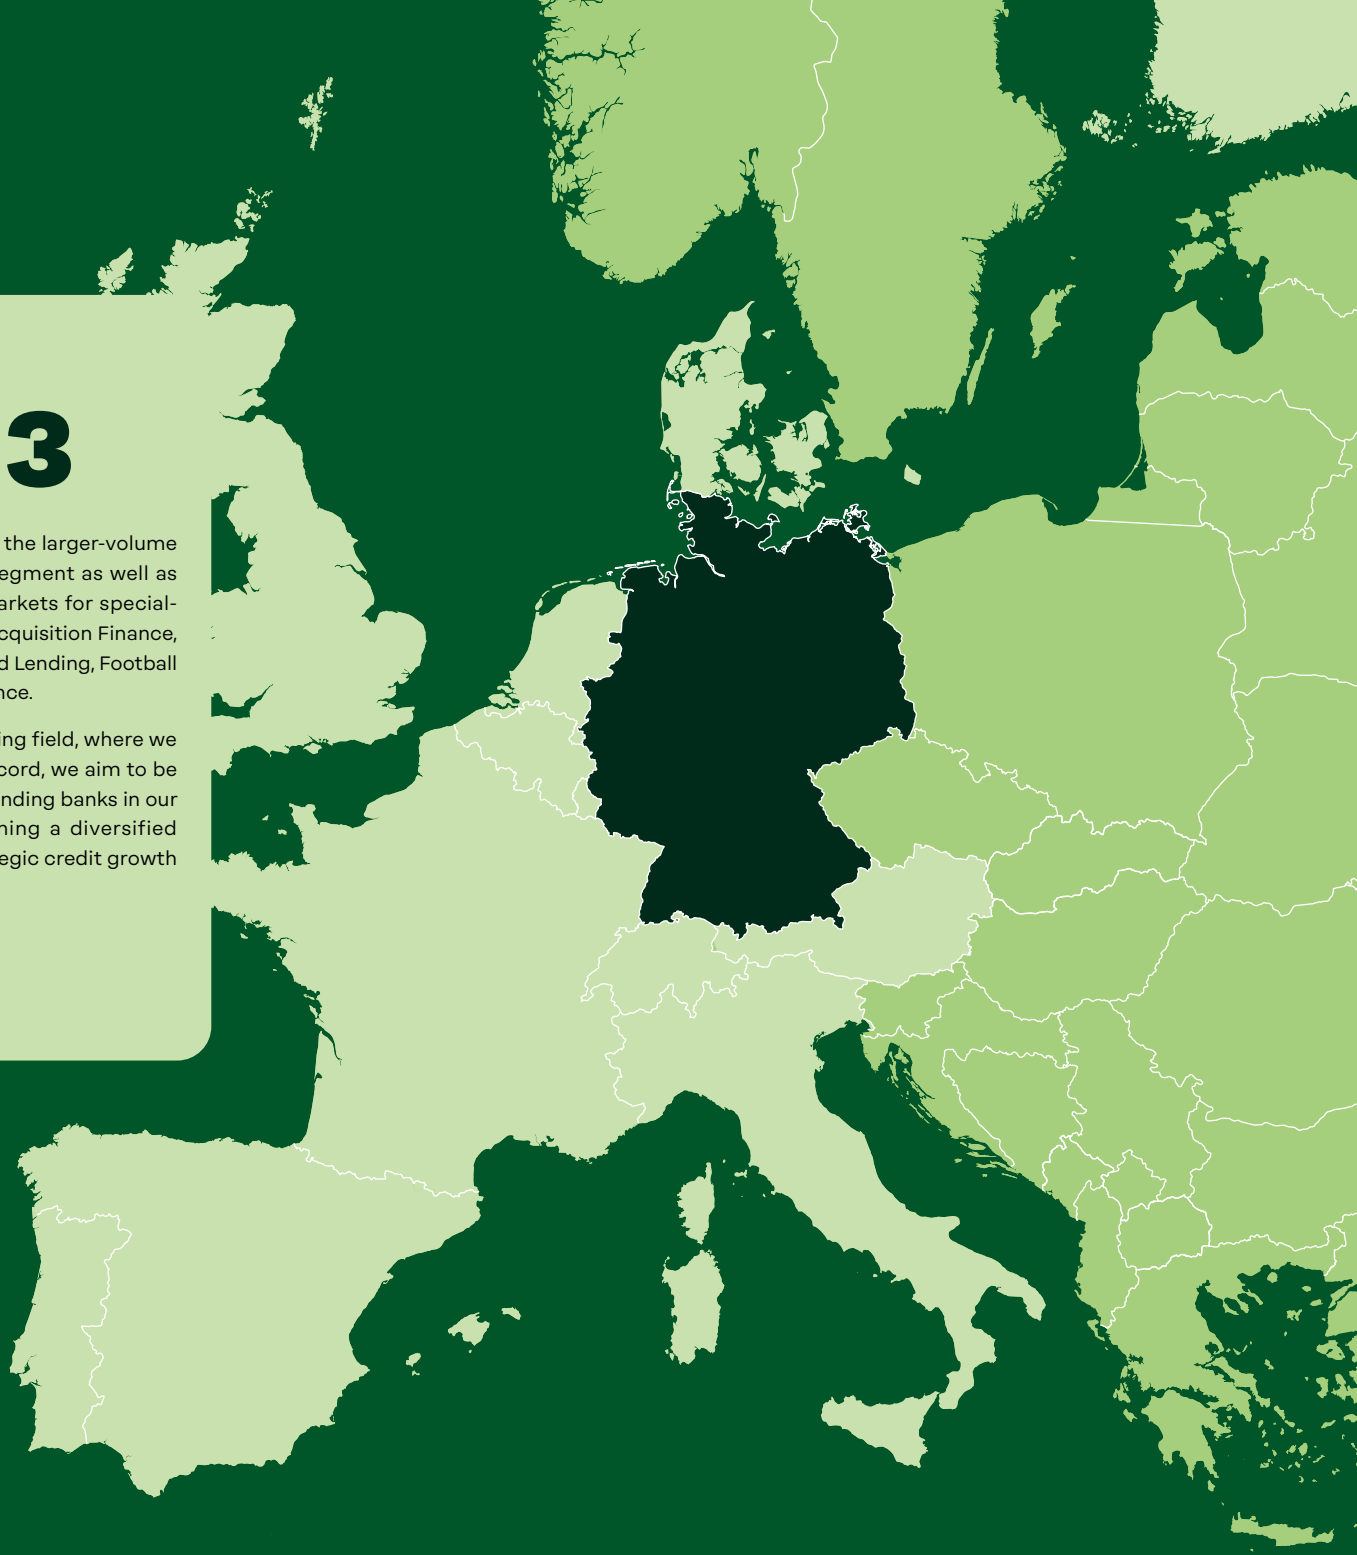 3
the larger-volume
egment as well as
arkets for special-
cquisition Finance,
d Lending, Football
nce.
ing field, where we
cord, we aim to be
nding banks in our
ning a diversified
egic credit growth